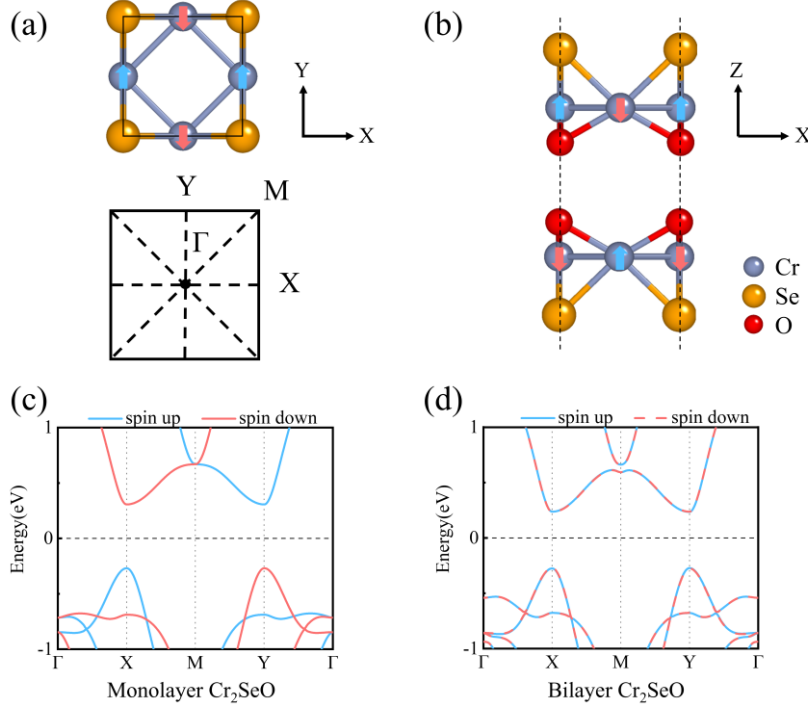 (a)
Y
X
Y
M
Γ
X
(b)
Z
X
Cr
Se
O
(c)
spin up
spin down
1
0
-1
Energy(eV)
Γ
X
M
Y
Γ
Monolayer Cr₂SeO
(d)
spin up
spin down
1
0
-1
Energy(eV)
Γ
X
M
Y
Γ
Bilayer Cr₂SeO